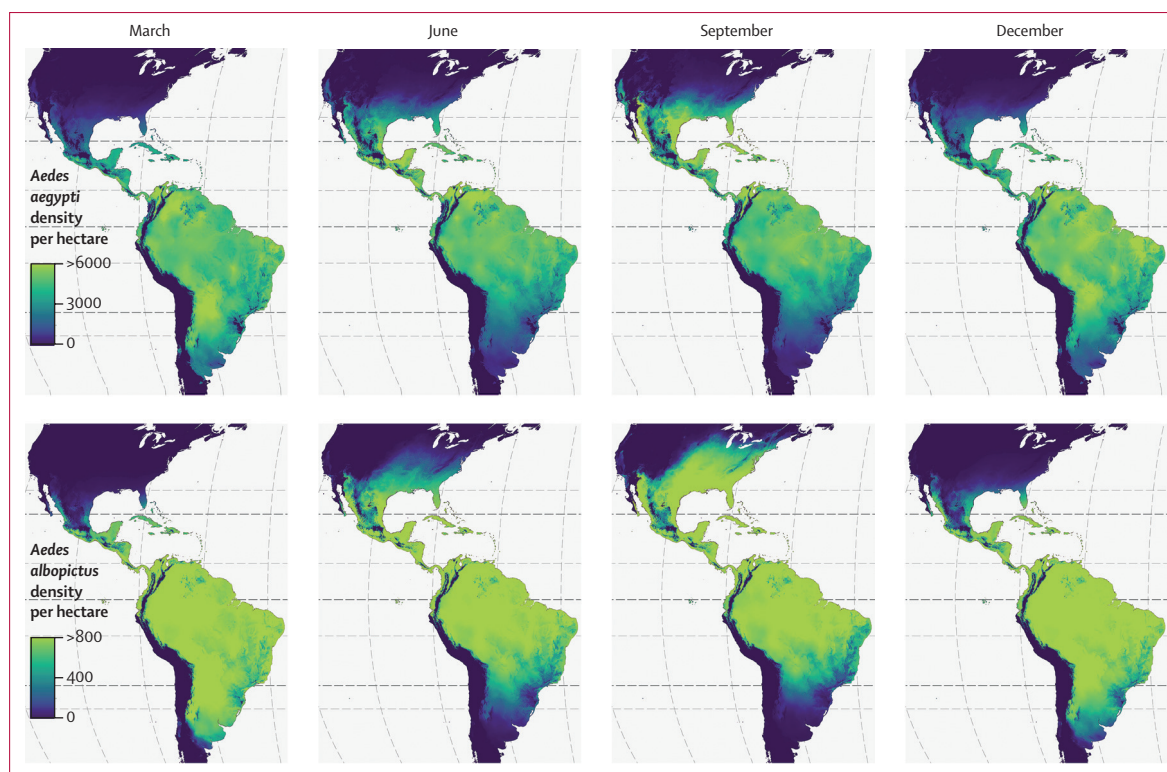 March
June
September
December
Aedes
aegypti
density
per hectare
>6000
3000
0
Aedes
albopictus
density
per hectare
>800
400
0